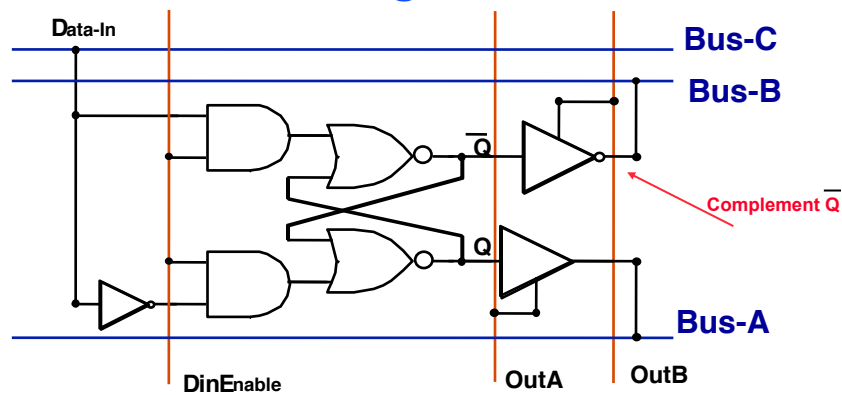 Data-In
Bus-C
Bus-B
Q̅
Complement Q̅
Q
Bus-A
DinEnable
OutA
OutB